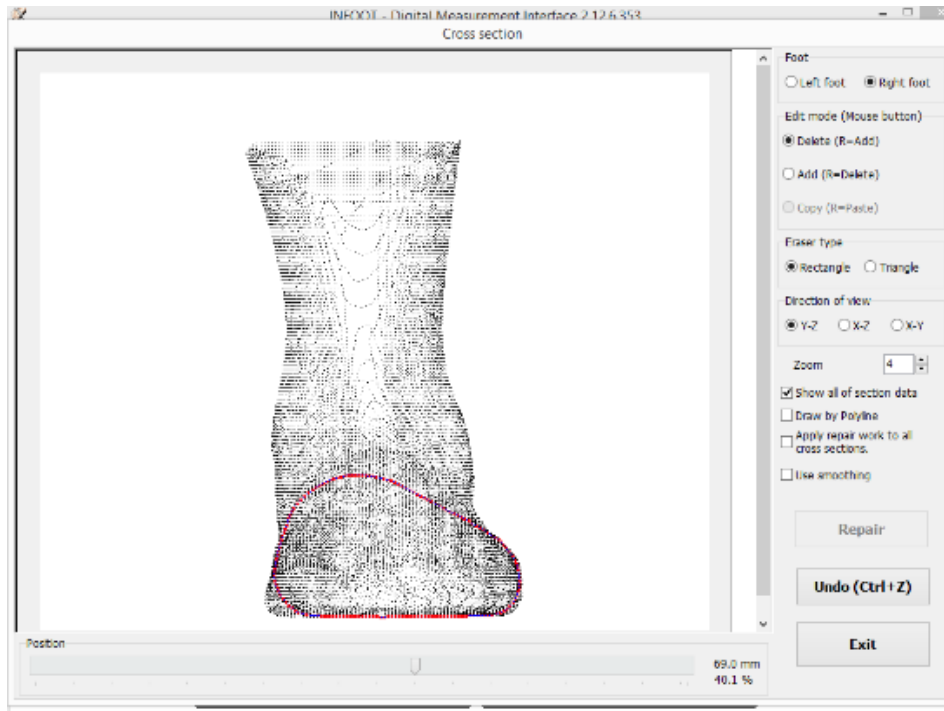 INFOOT - Digital Measurement Interface 2.12.6.353
Cross section
Foot
Left foot Right foot
Edit mode (Mouse button)
Delete (R=Add)
Add (R=Delete)
Copy (R=Paste)
Eraser type
Rectangle Triangle
Direction of view
Y-Z X-Z X-Y
Zoom 4
Show all of section data
Draw by Polyline
Apply repair work to all
cross sections.
Use smoothing
Repair
Undo (Ctrl+Z)
Exit
Position
69.0 mm
40.1 %